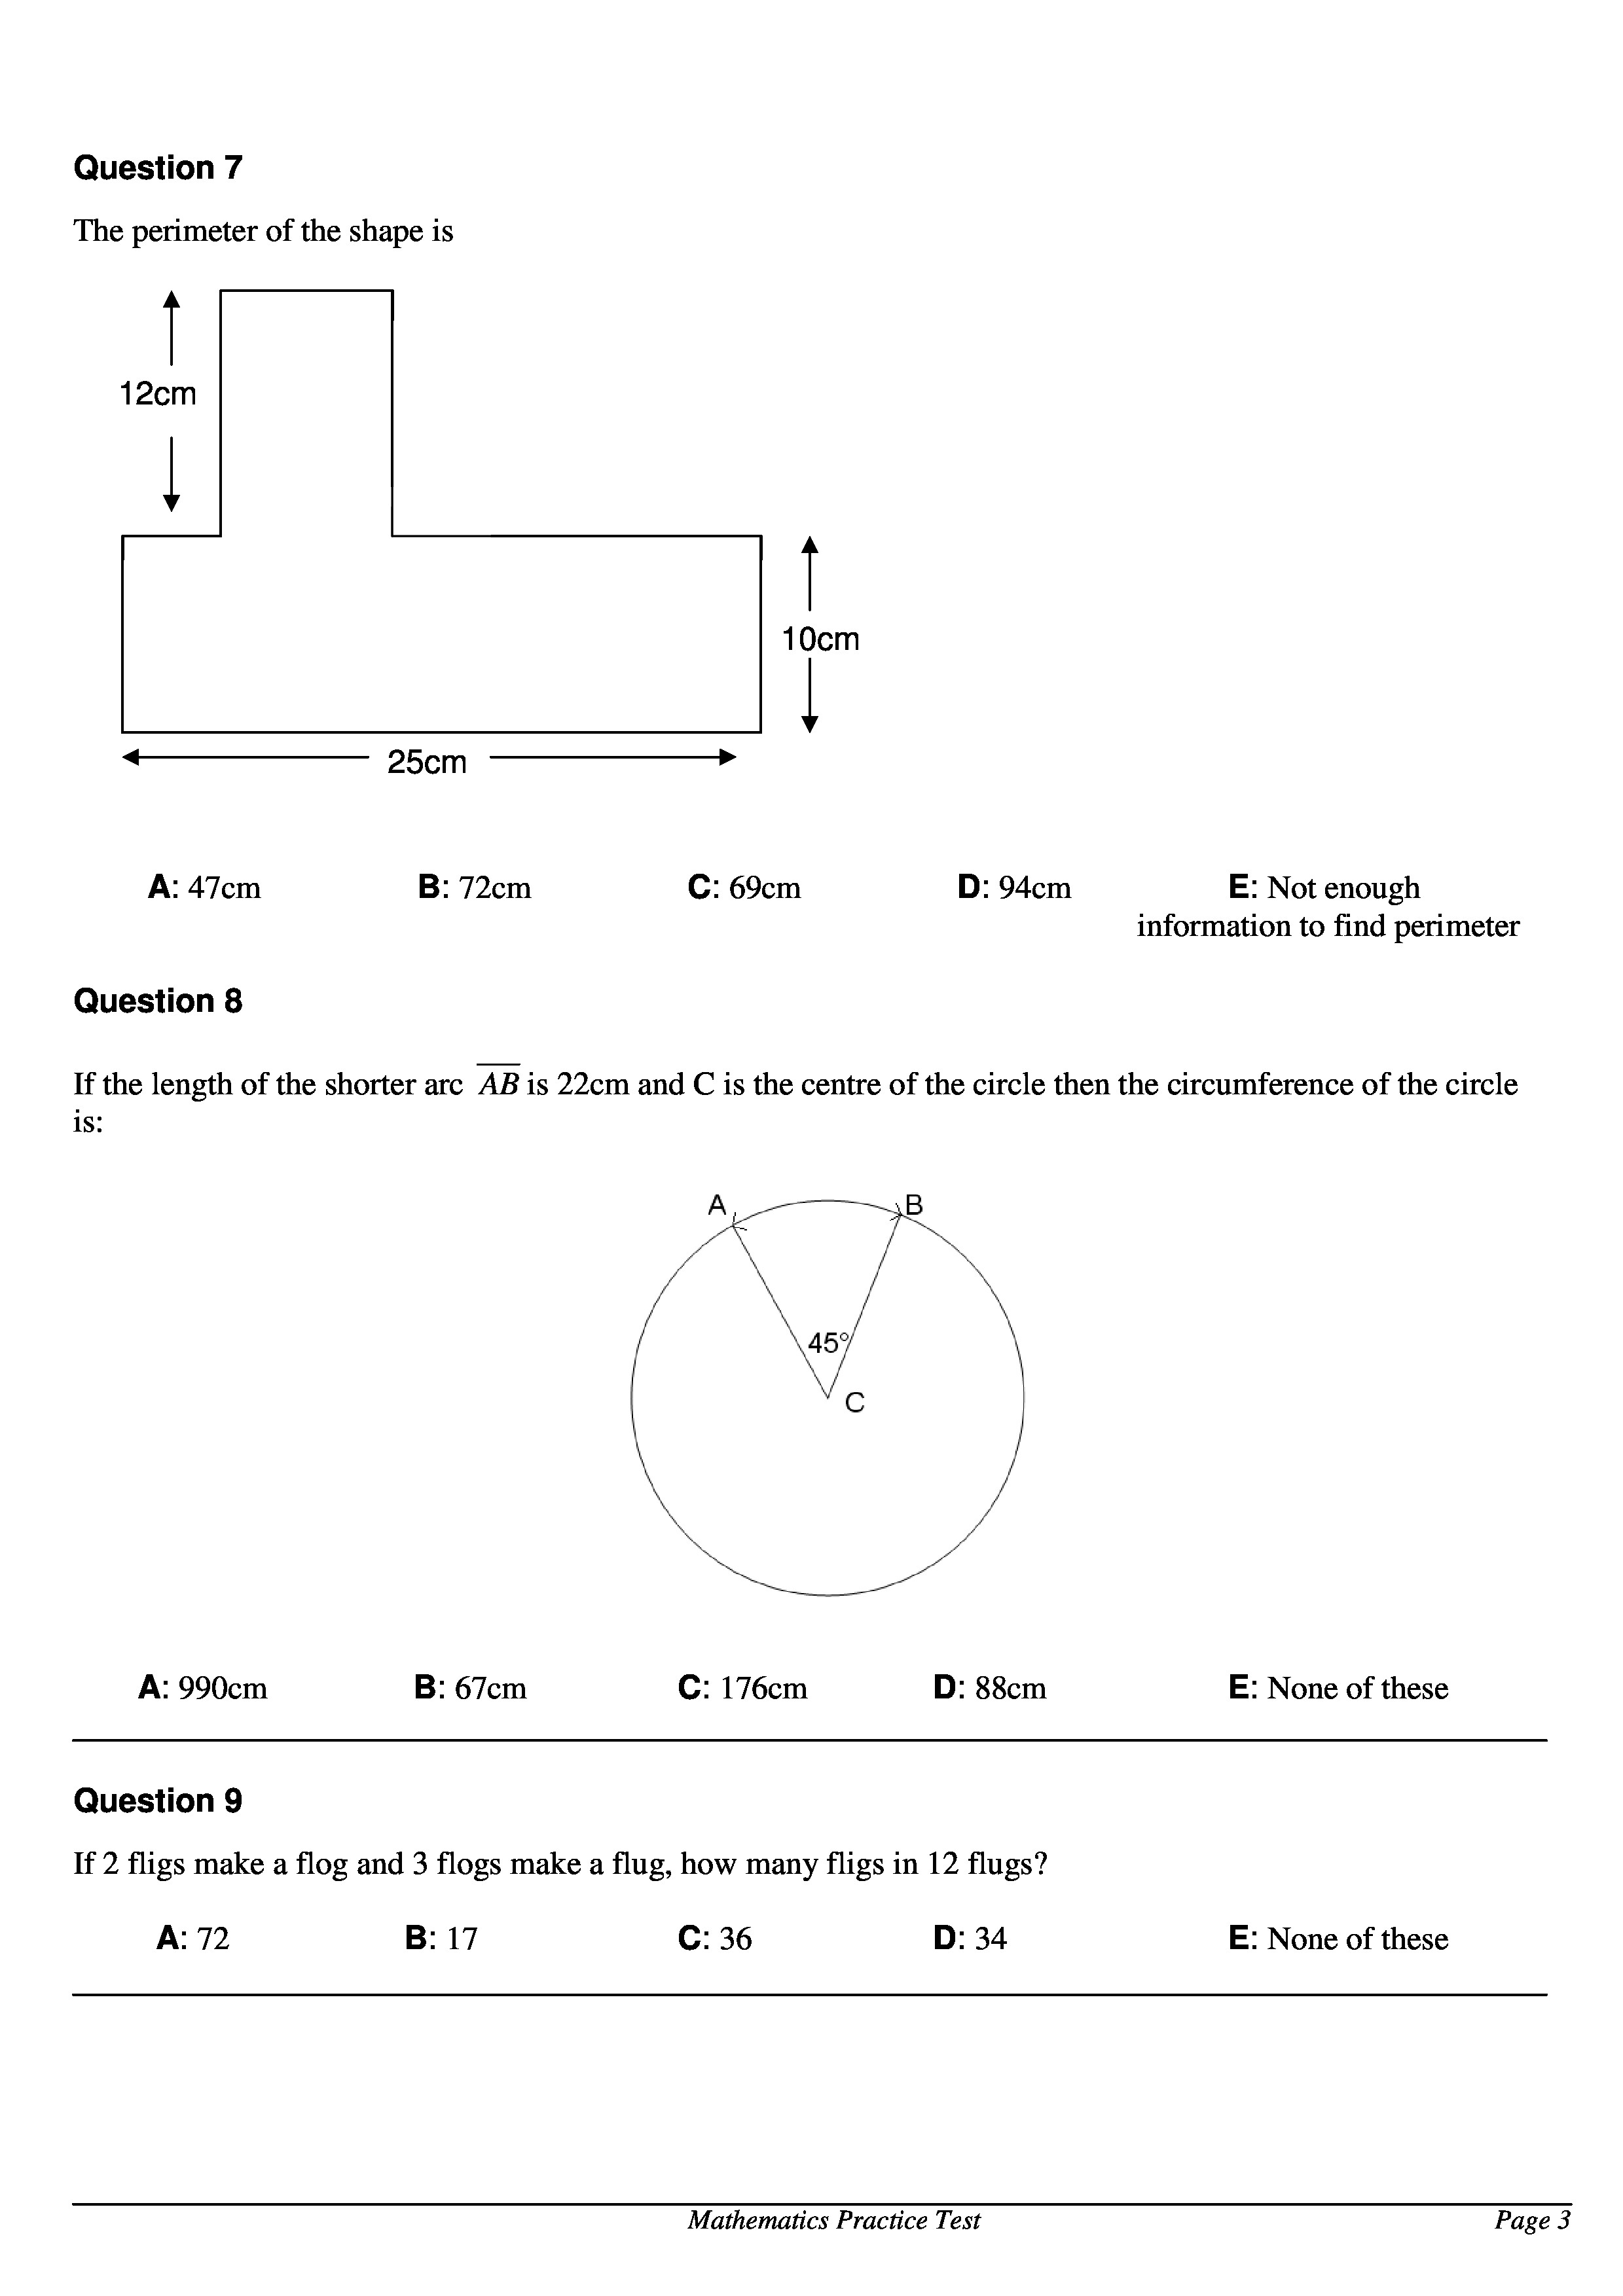 Question 7
The perimeter of the shape is
12cm
10cm
25cm
A: 47cm B: 72cm C: 69cm D: 94cm E: Not enough
information to find perimeter
Question 8
If the length of the shorter arc AB is 22cm and C is the centre of the circle then the circumference of the circle
is:
A B
45°
C
A: 990cm B: 67cm C: 176cm D: 88cm E: None of these
Question 9
If 2 fligs make a flog and 3 flogs make a flug, how many fligs in 12 flugs?
A: 72 B: 17 C: 36 D: 34 E: None of these
Mathematics Practice Test Page 3